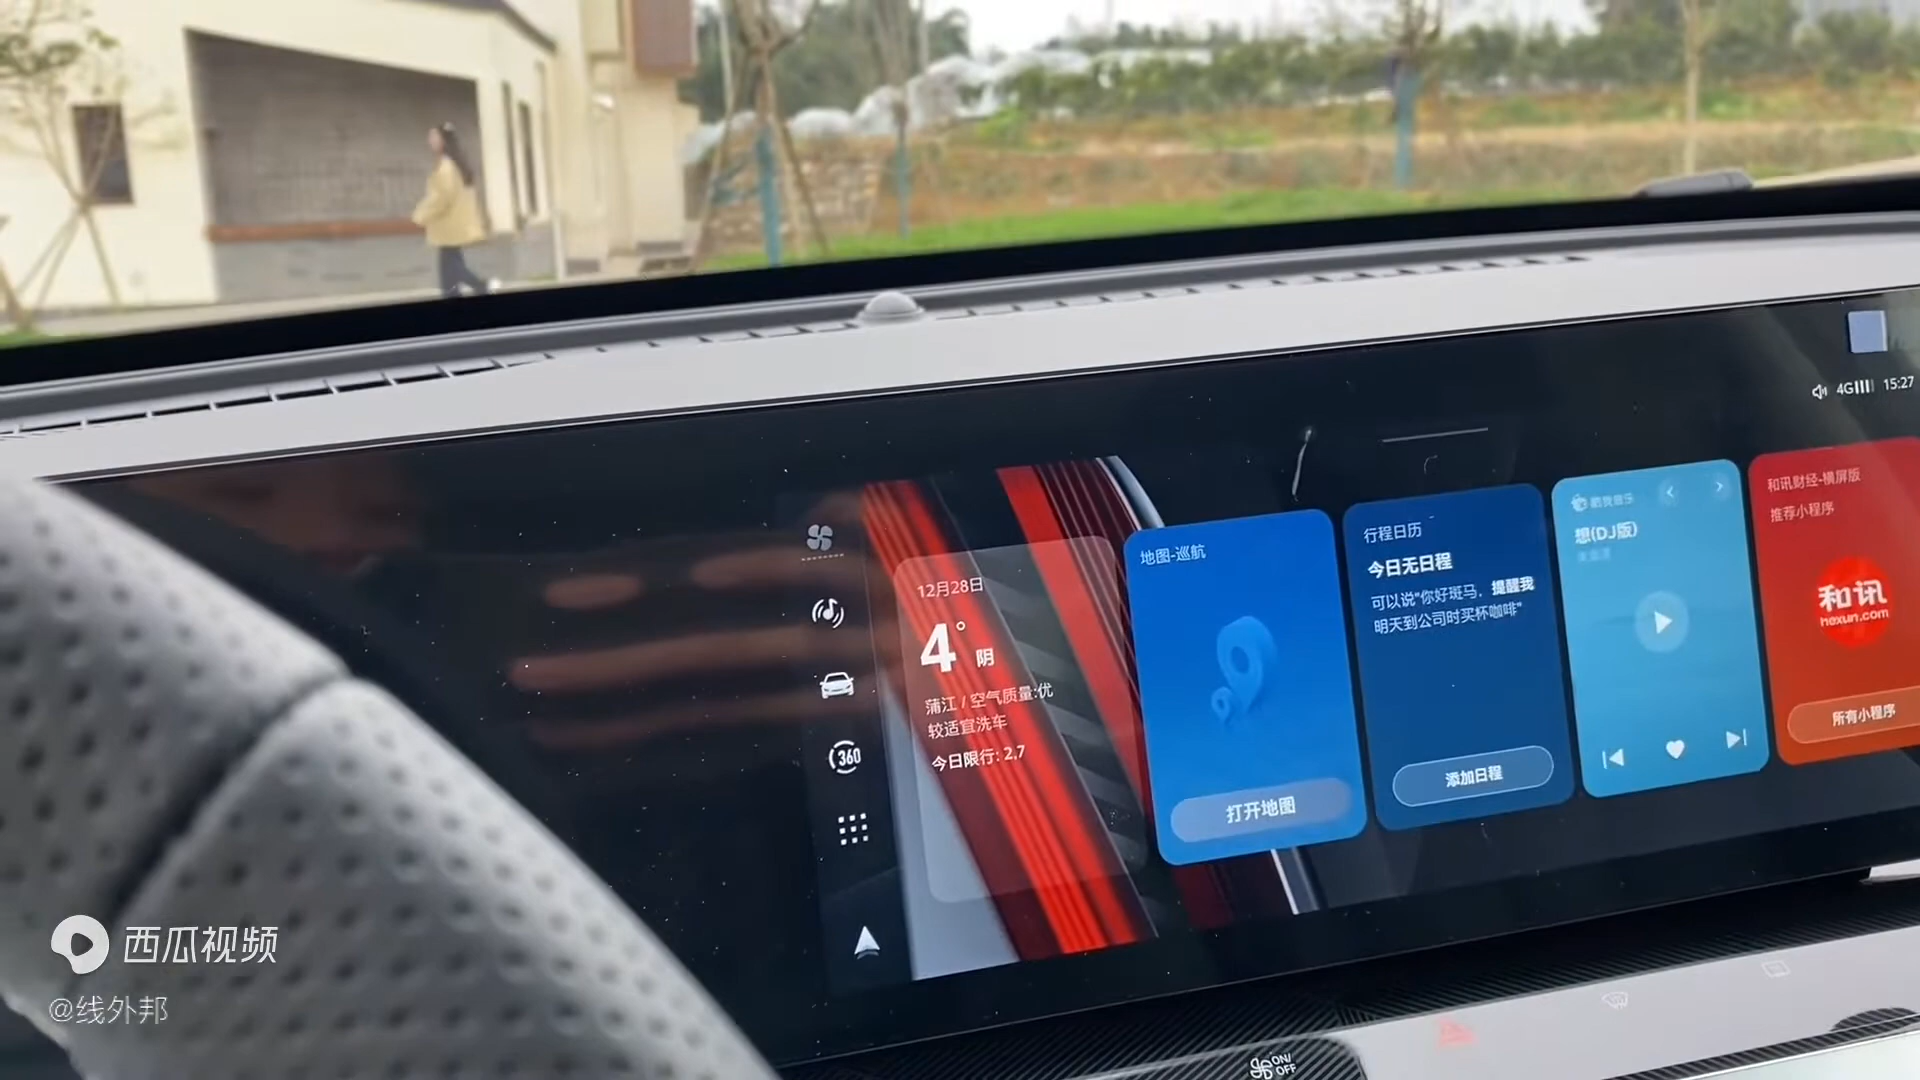 4G 15:27
12月28日
4°
阴
蒲江 / 空气质量:优
较适宜洗车
今日限行: 2,7
360
地图-巡航
打开地图
行程日历
今日无日程
可以说“你好斑马，提醒我
明天到公司时买杯咖啡”
添加日程
酷我音乐
想(DJ版)
和讯财经-横屏版
推荐小程序
和讯
hexun.com
所有小程序
ON/
OFF
西瓜视频
@线外邦